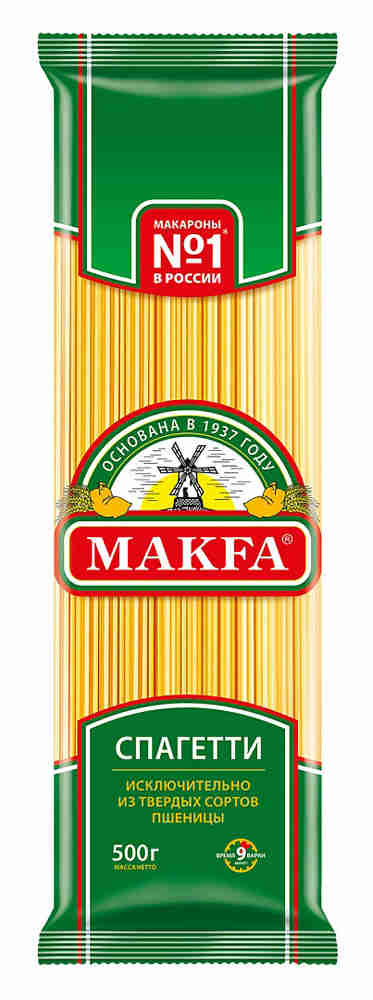 МАКАРОНЫ
№1*
В РОССИИ
ОСНОВАНА В 1937 ГОДУ
MAKFA®
СПАГЕТТИ
ИСКЛЮЧИТЕЛЬНО
ИЗ ТВЕРДЫХ СОРТОВ
ПШЕНИЦЫ
500г
МАССА НЕТТО
ВРЕМЯ 9 ВАРКИ
МИНУТ